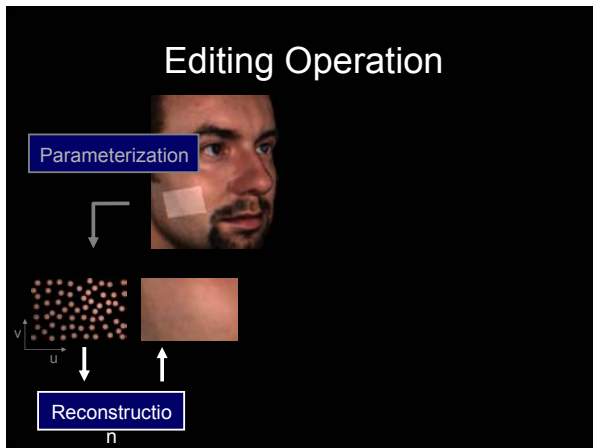 Editing Operation
Parameterization
v
u
Reconstructio
n